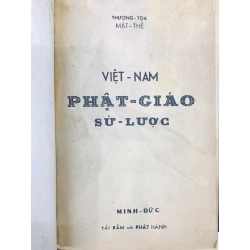 THƯỢNG-TỌA
MẬT-THỂ
VIỆT-NAM
PHẬT-GIÁO
SỬ-LƯỢC
MINH-ĐỨC
TÁI BẢN và PHÁT HÀNH